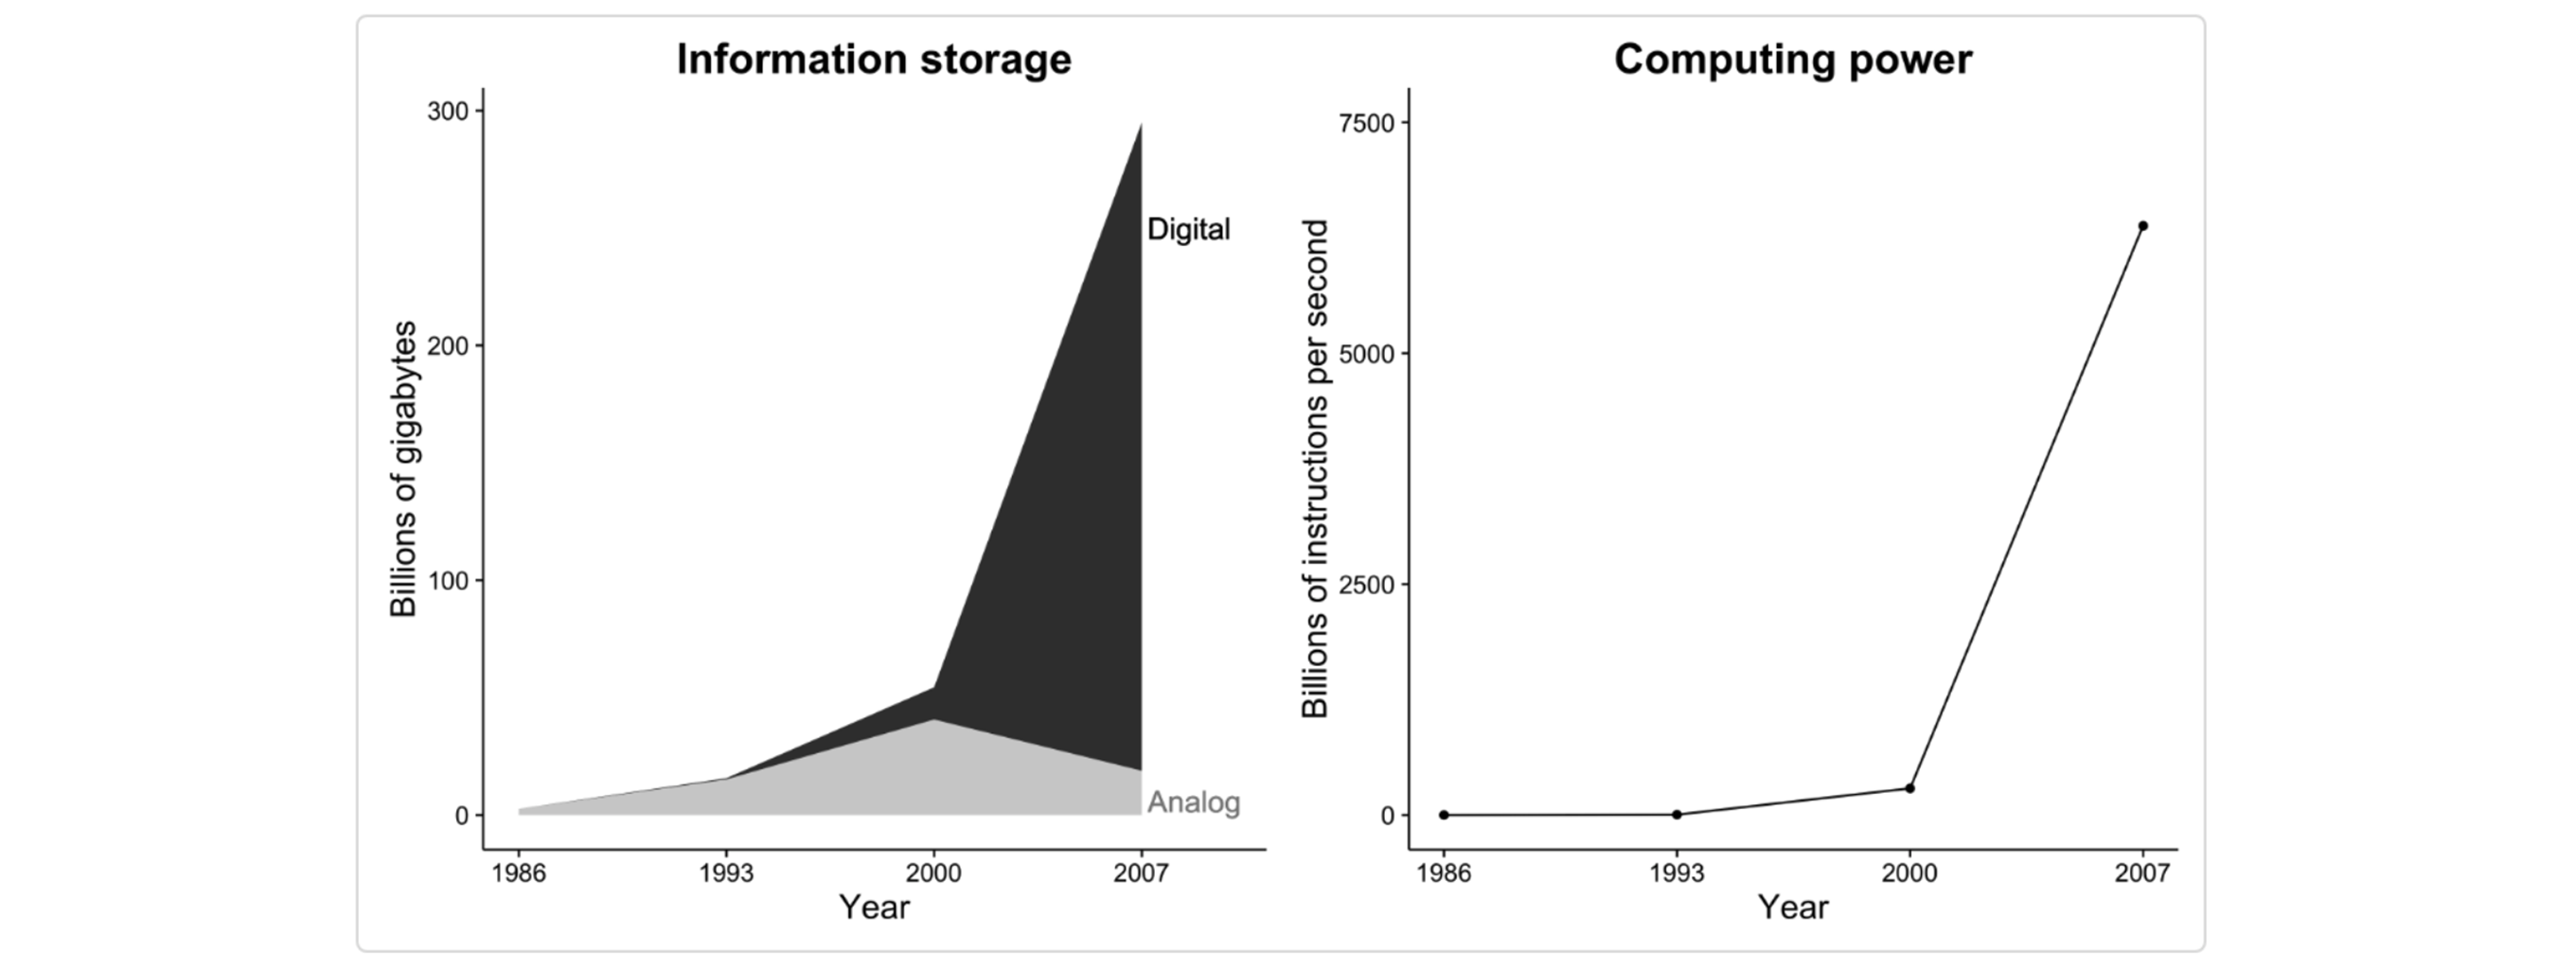 Information storage
300
200
100
0
Billions of gigabytes
Digital
Analog
1986 1993 2000 2007
Year
Computing power
7500
5000
2500
0
Billions of instructions per second
1986 1993 2000 2007
Year